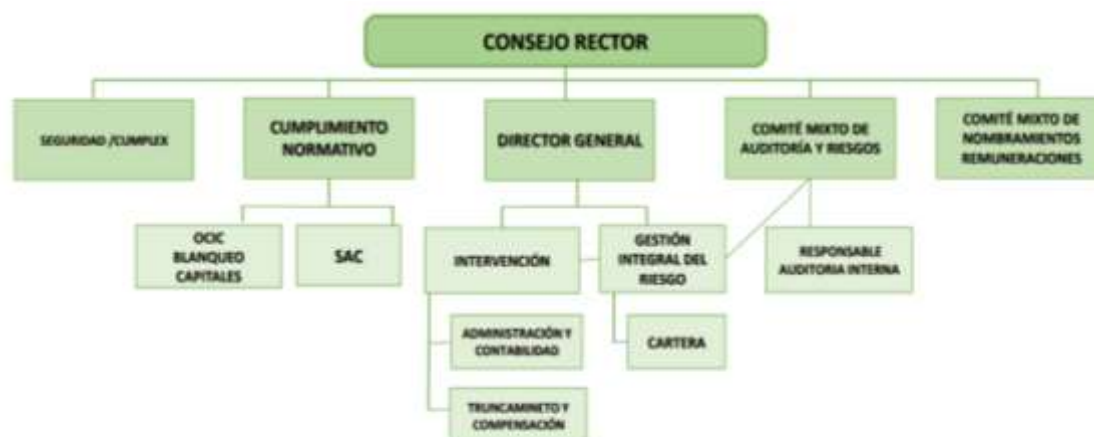 CONSEJO RECTOR
SEGURIDAD /CUMPLEX
CUMPLIMIENTO
NORMATIVO
DIRECTOR GENERAL
COMITÉ MIXTO DE
AUDITORÍA Y RIESGOS
COMITÉ MIXTO DE
NOMBRAMIENTOS
REMUNERACIONES
OCIC
BLANQUEO
CAPITALES
SAC
INTERVENCIÓN
GESTIÓN
INTEGRAL DEL
RIESGO
RESPONSABLE
AUDITORIA INTERNA
ADMINISTRACIÓN Y
CONTABILIDAD
CARTERA
TRUNCAMINETO Y
COMPENSACIÓN